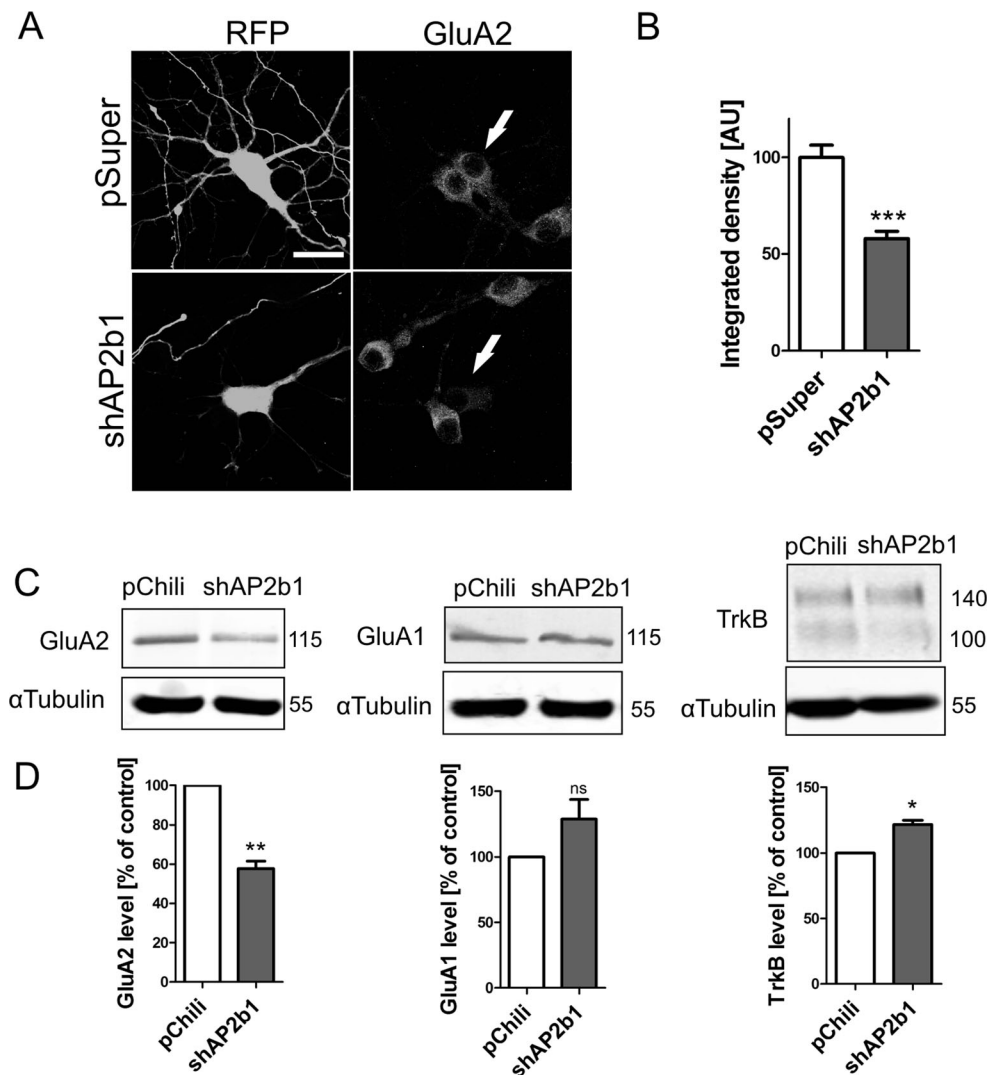 A
RFP GluA2
pSuper
shAP2b1
B
Integrated density [AU]
100
50
0
***
pSuper
shAP2b1
C
pChili shAP2b1
GluA2
115
αTubulin
55
pChili shAP2b1
GluA1
115
αTubulin
55
pChili shAP2b1
TrkB
140
100
αTubulin
55
D
GluA2 level [% of control]
100
80
60
40
20
0
**
pChili
shAP2b1
GluA1 level [% of control]
150
100
50
0
ns
pChili
shAP2b1
TrkB level [% of control]
150
100
50
0
*
pChili
shAP2b1